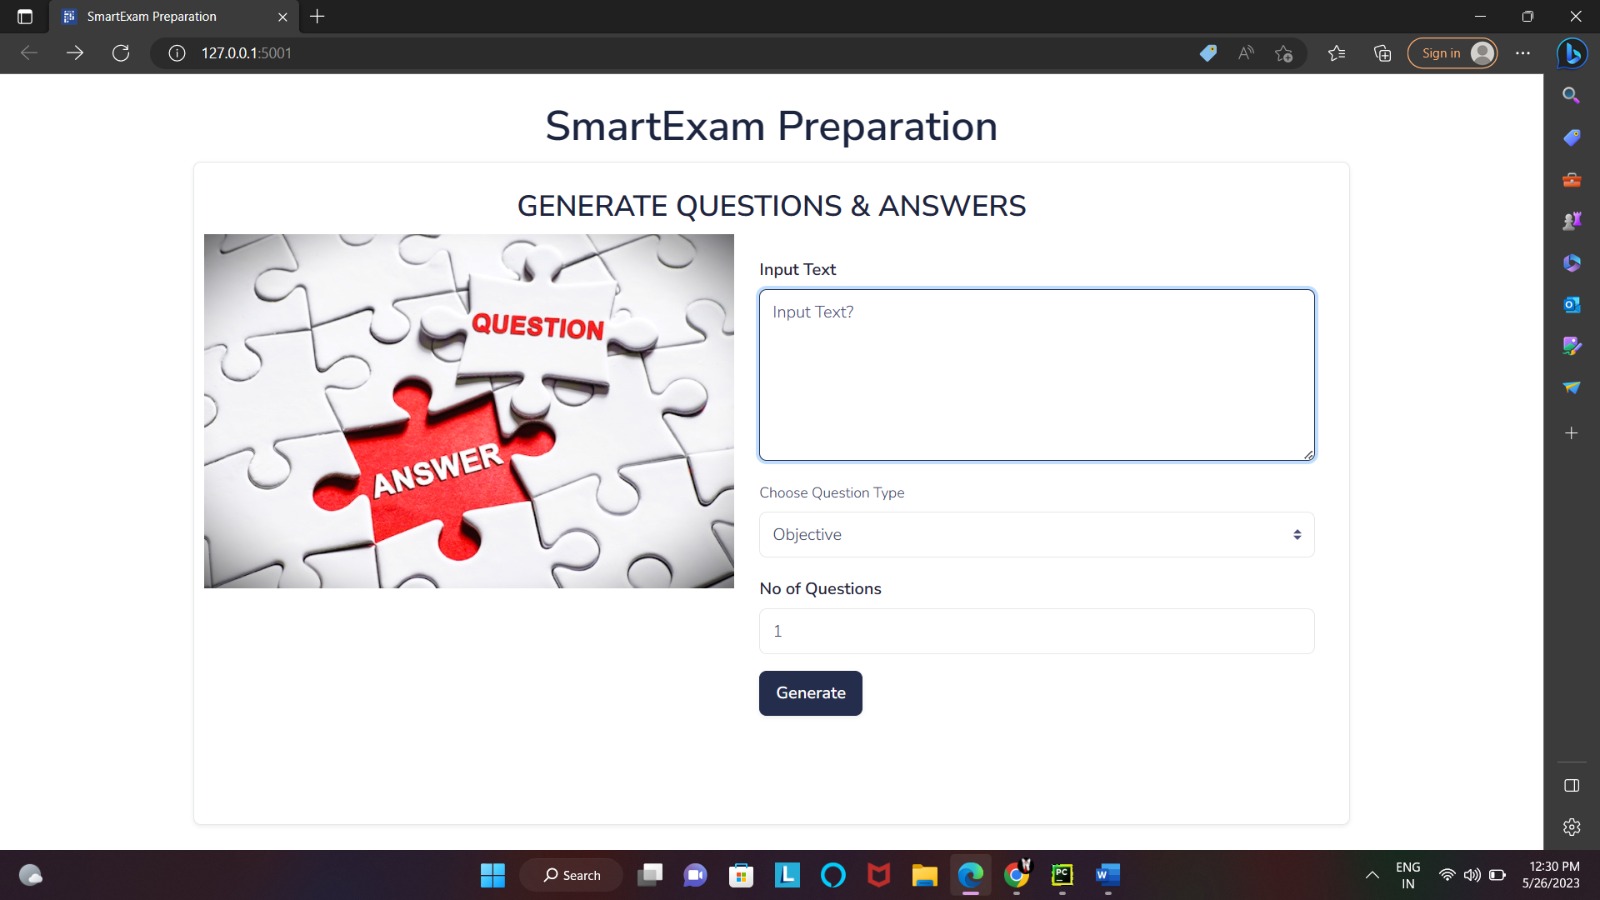 SmartExam Preparation
127.0.0.1:5001
Sign in
SmartExam Preparation
GENERATE QUESTIONS & ANSWERS
QUESTION
ANSWER
Input Text
Input Text?
Choose Question Type
Objective
No of Questions
1
Generate
Search
ENG
IN
12:30 PM
5/26/2023